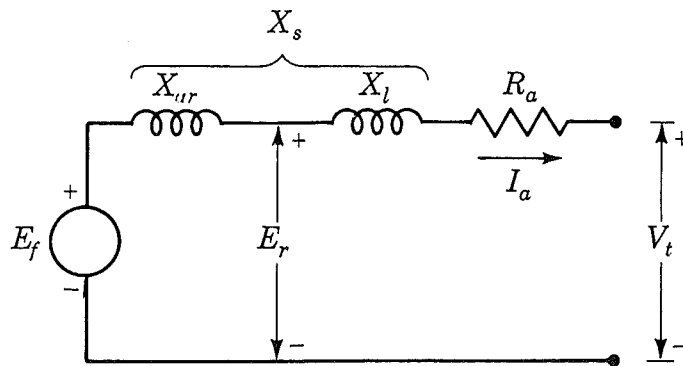 X_s
X_ar X_l R_a
+ + +
I_a
E_f E_r V_t
− − −